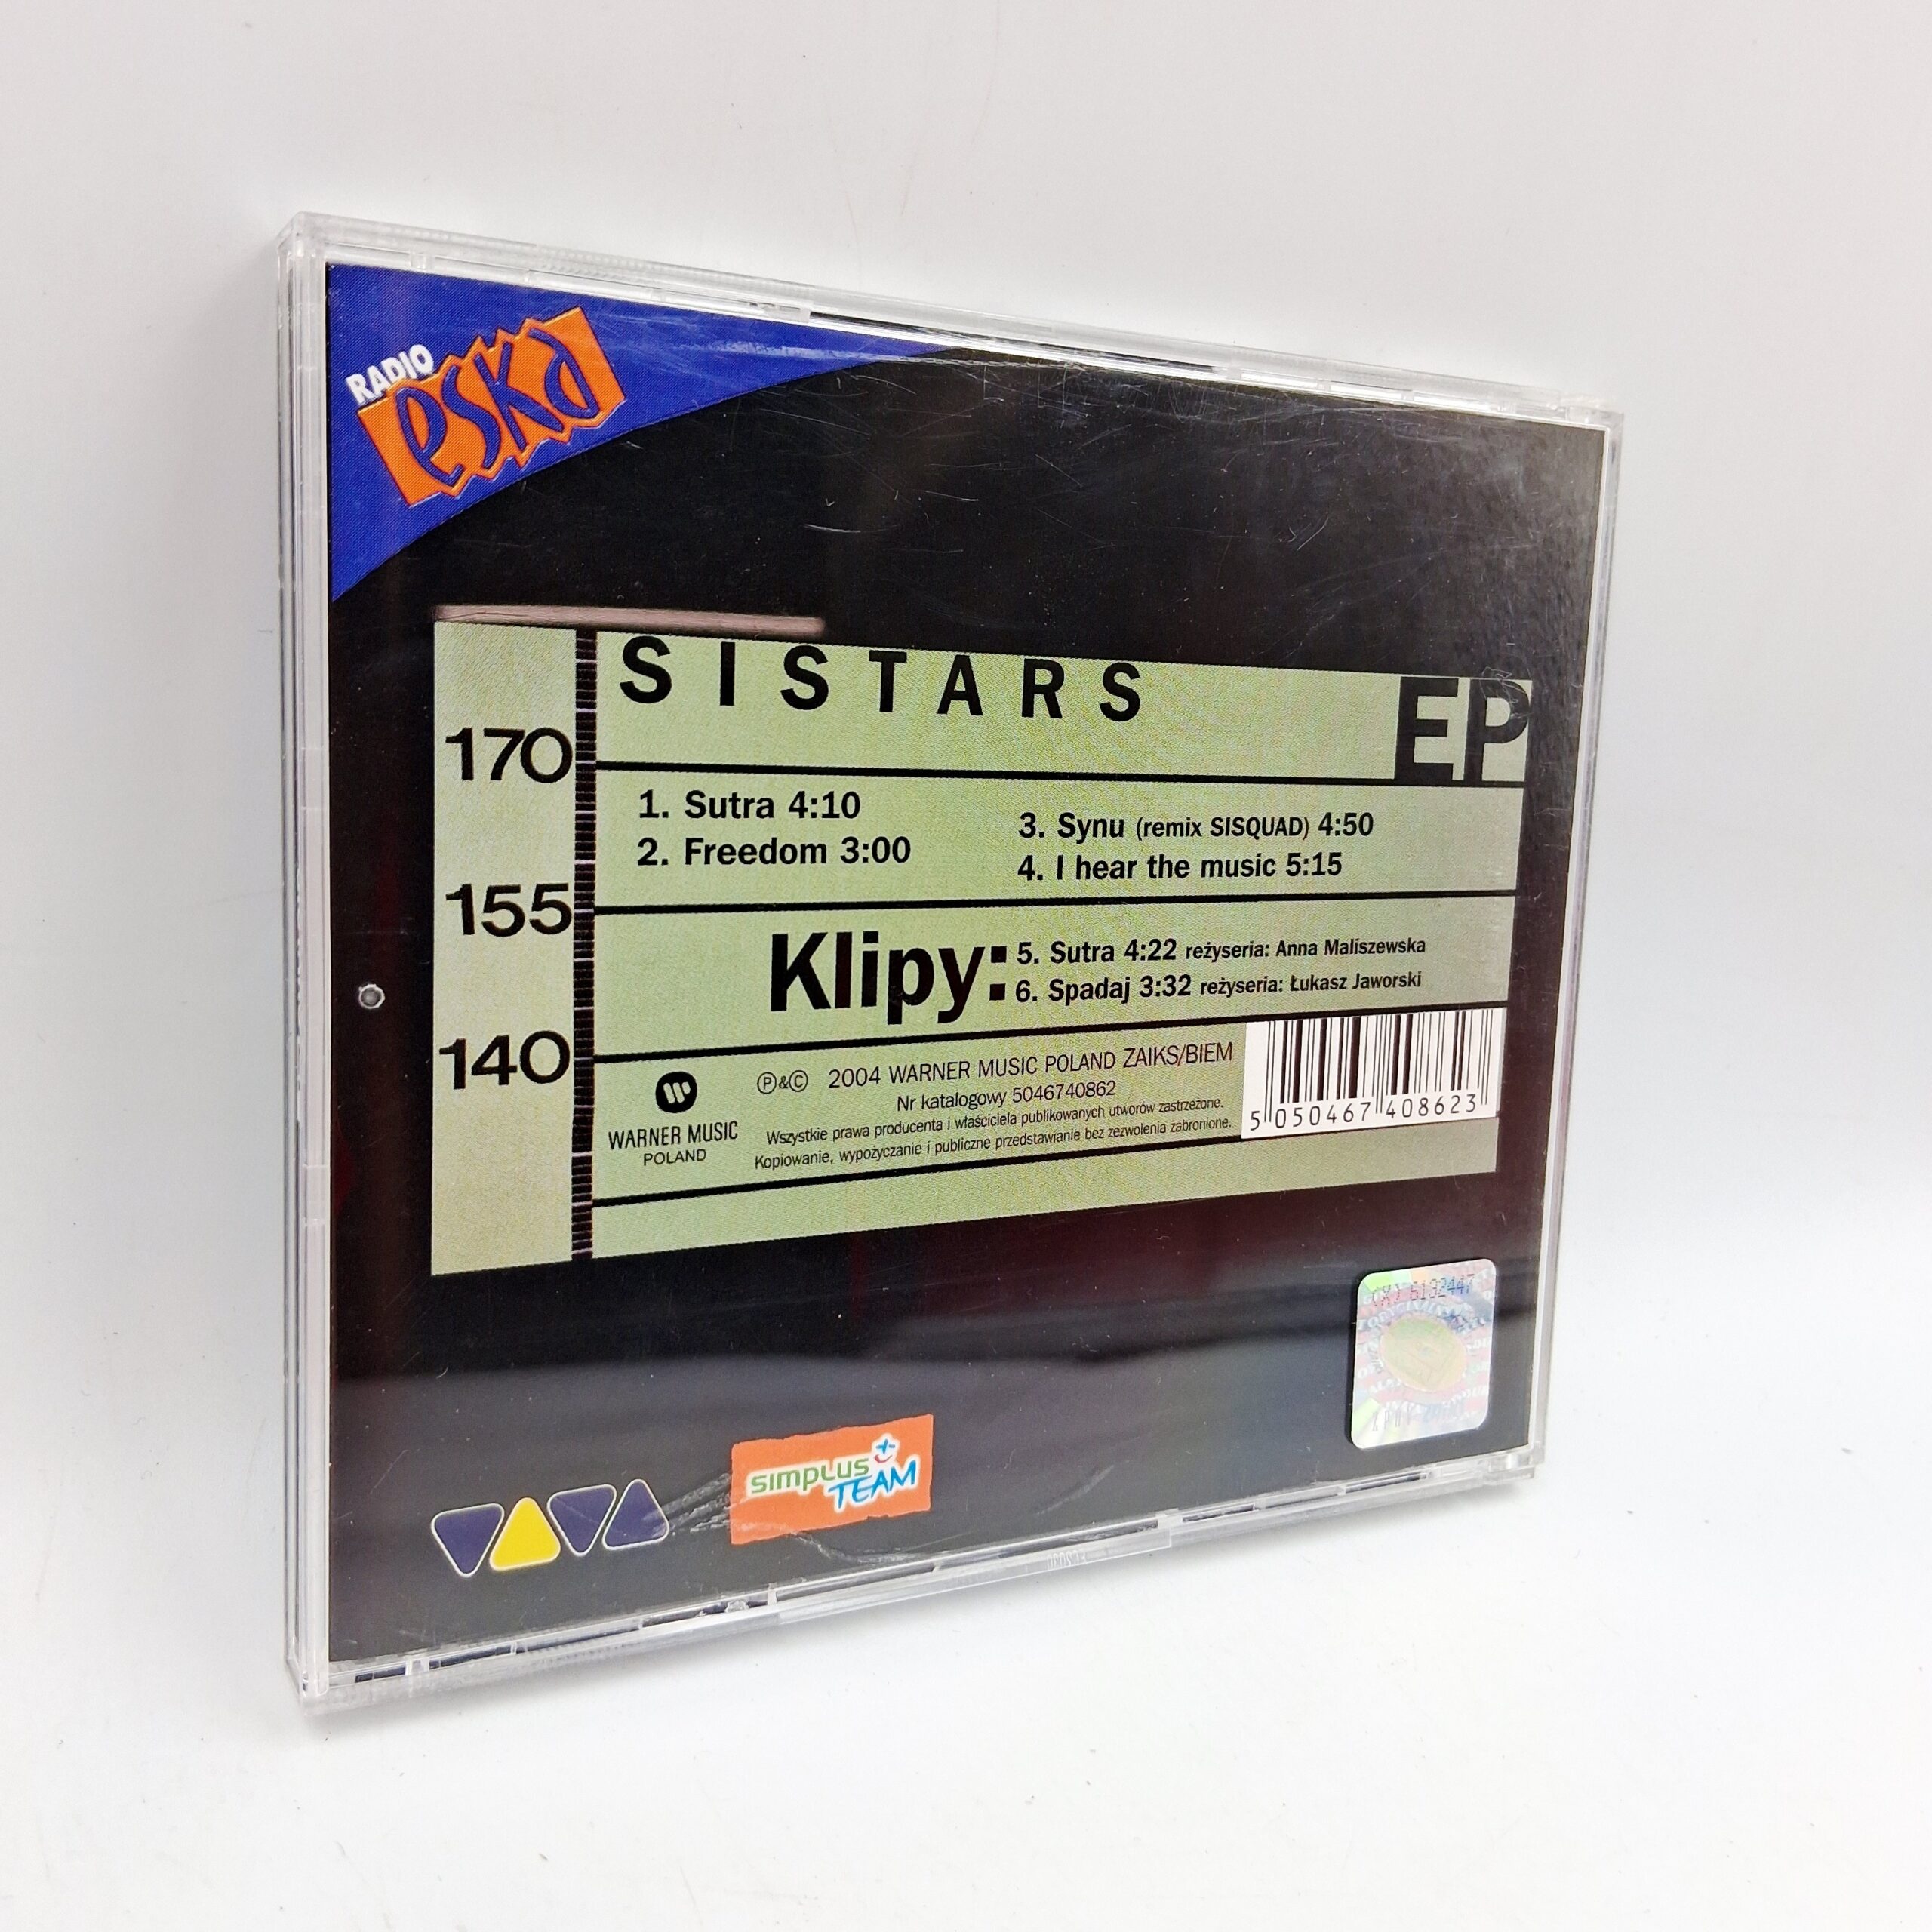 RADIO
eska
SISTARS
EP
170
155
140
1. Sutra 4:10
2. Freedom 3:00
3. Synu (remix SISQUAD) 4:50
4. I hear the music 5:15
Klipy:
5. Sutra 4:22 reżyseria: Anna Maliszewska
6. Spadaj 3:32 reżyseria: Łukasz Jaworski
WARNER MUSIC
POLAND
Ⓟ&© 2004 WARNER MUSIC POLAND ZAIKS/BIEM
Nr katalogowy 5046740862
Wszystkie prawa producenta i właściciela publikowanych utworów zastrzeżone.
Kopiowanie, wypożyczanie i publiczne przedstawianie bez zezwolenia zabronione.
5 050467 408623
(X) 6132447
VIVA
simplus
TEAM